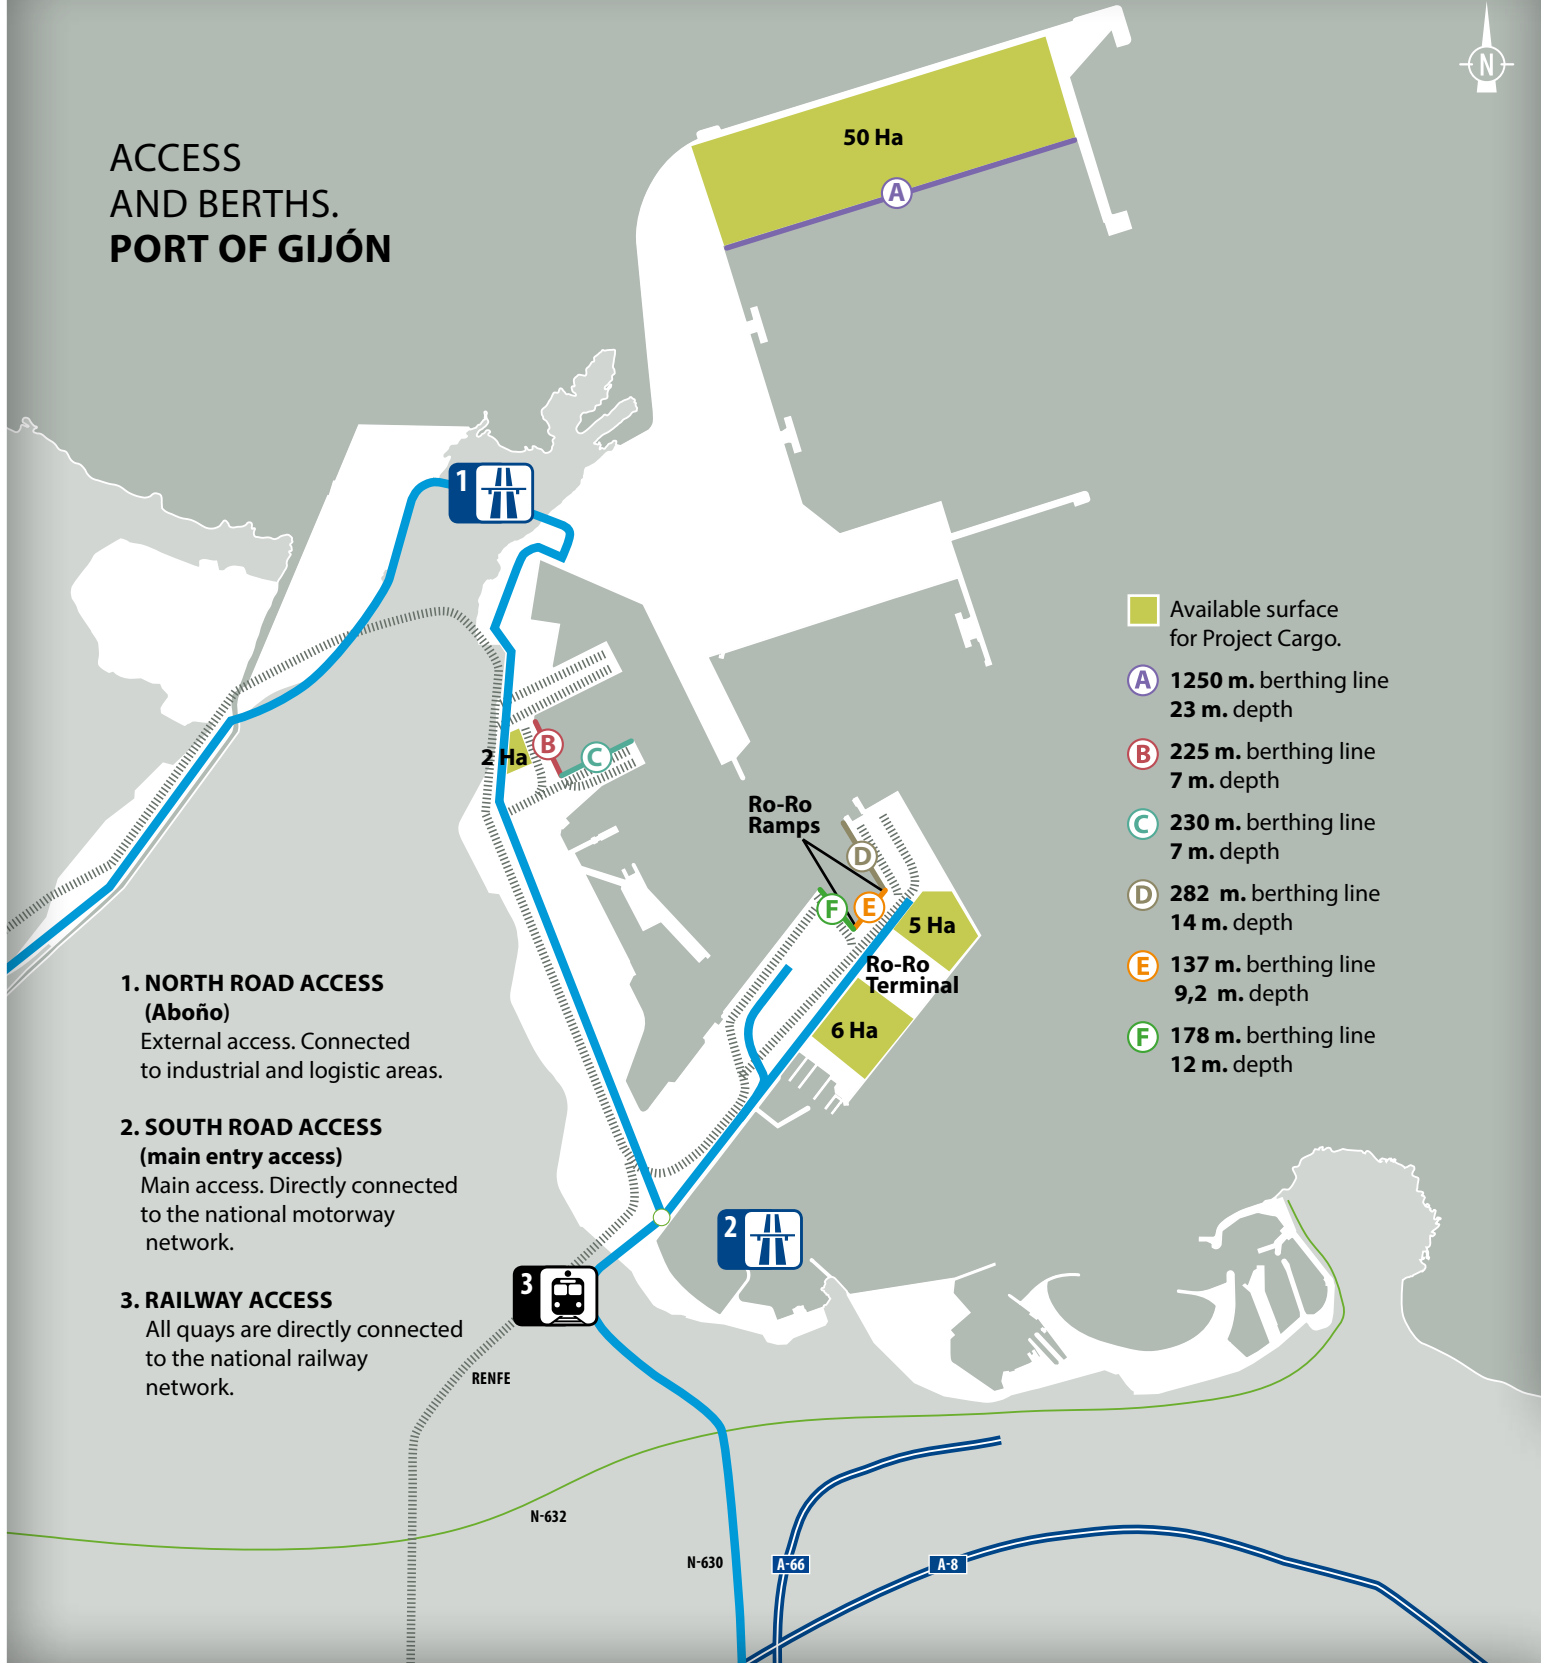 ACCESS
AND BERTHS.
PORT OF GIJÓN
N
50 Ha
A
1
2 Ha
B
C
Ro-Ro
Ramps
D
E
F
5 Ha
Ro-Ro
Terminal
6 Ha
Available surface
for Project Cargo.
A 1250 m. berthing line
23 m. depth
B 225 m. berthing line
7 m. depth
C 230 m. berthing line
7 m. depth
D 282 m. berthing line
14 m. depth
E 137 m. berthing line
9,2 m. depth
F 178 m. berthing line
12 m. depth
1. NORTH ROAD ACCESS
(Aboño)
External access. Connected
to industrial and logistic areas.
2. SOUTH ROAD ACCESS
(main entry access)
Main access. Directly connected
to the national motorway
network.
3. RAILWAY ACCESS
All quays are directly connected
to the national railway
network.
2
3
RENFE
N-632
N-630
A-66
A-8